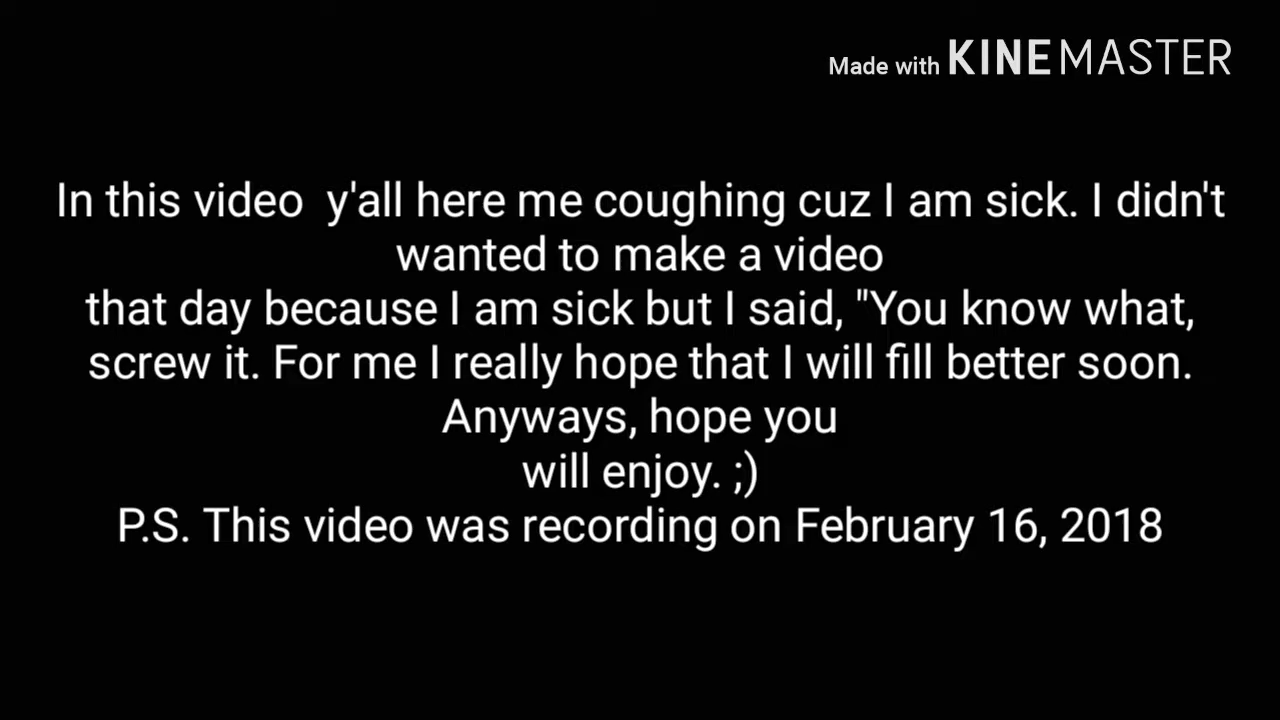 Made with KINEMASTER
In this video  y'all here me coughing cuz I am sick. I didn't
wanted to make a video
that day because I am sick but I said, "You know what,
screw it. For me I really hope that I will fill better soon.
Anyways, hope you
will enjoy. ;)
P.S. This video was recording on February 16, 2018